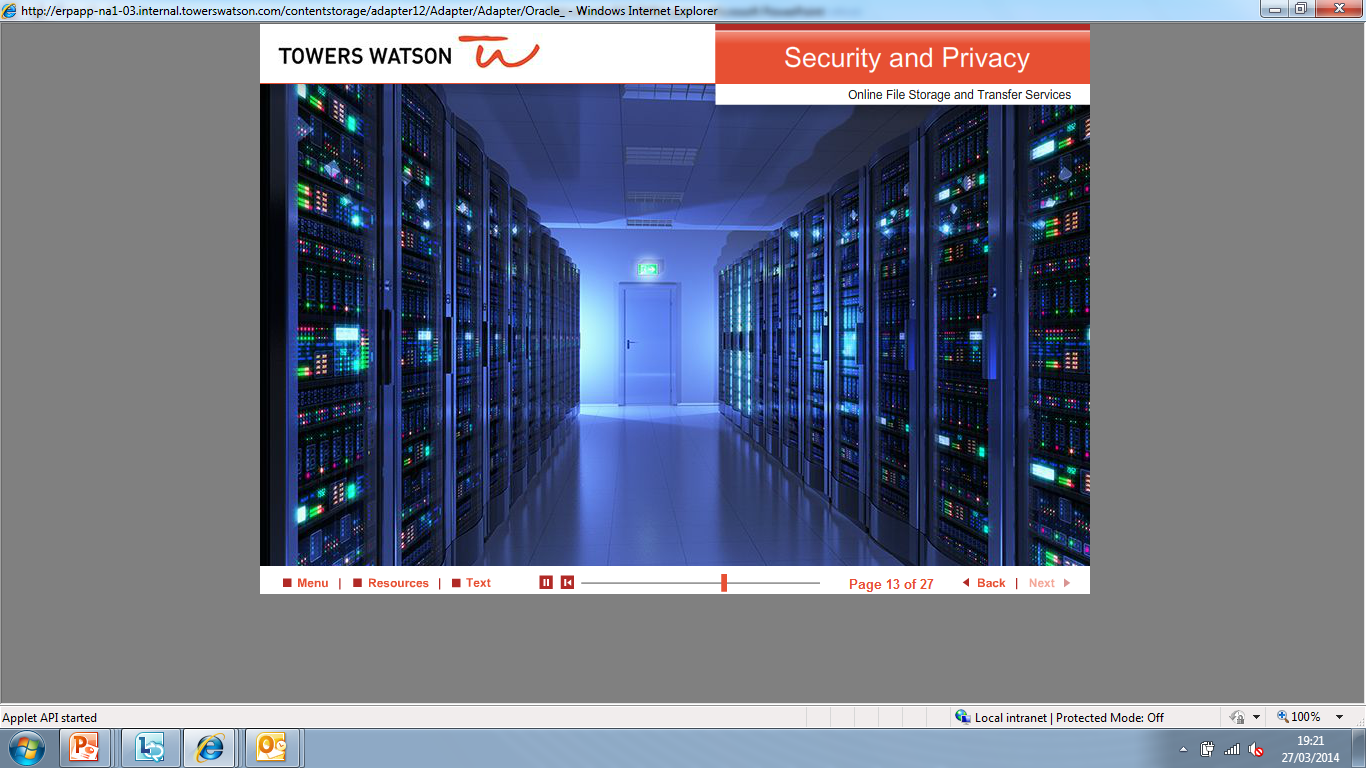 http://erpapp-na1-03.internal.towerswatson.com/contentstorage/adapter12/Adapter/Adapter/Oracle_ - Windows Internet Explorer
TOWERS WATSON
Security and Privacy
Online File Storage and Transfer Services
Menu | Resources | Text
Page 13 of 27
Back | Next
Applet API started
Local intranet | Protected Mode: Off
100%
19:21
27/03/2014